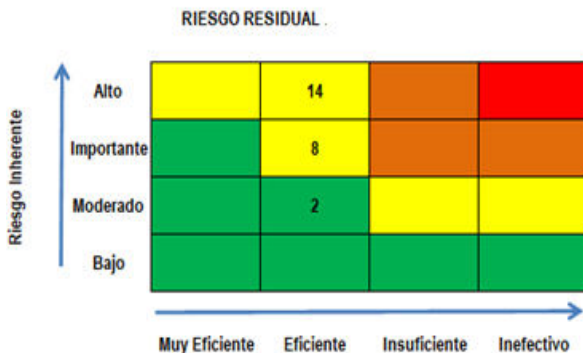 RIESGO RESIDUAL .
Riesgo Inherente
Alto 14
Importante 8
Moderado 2
Bajo
Muy Eficiente Eficiente Insuficiente Inefectivo